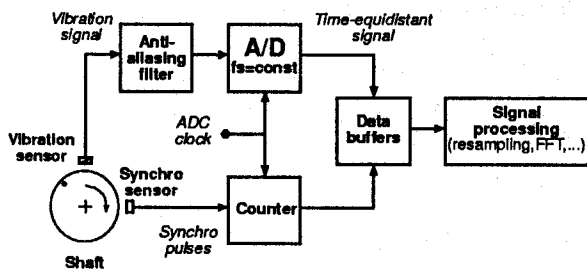 Vibration
signal
Anti-
aliasing
filter
A/D
fs=const
Time-equidistant
signal
ADC
clock
Data
buffers
Signal
processing
(resampling,FFT,...)
Vibration
sensor
Synchro
sensor
Counter
Synchro
pulses
Shaft